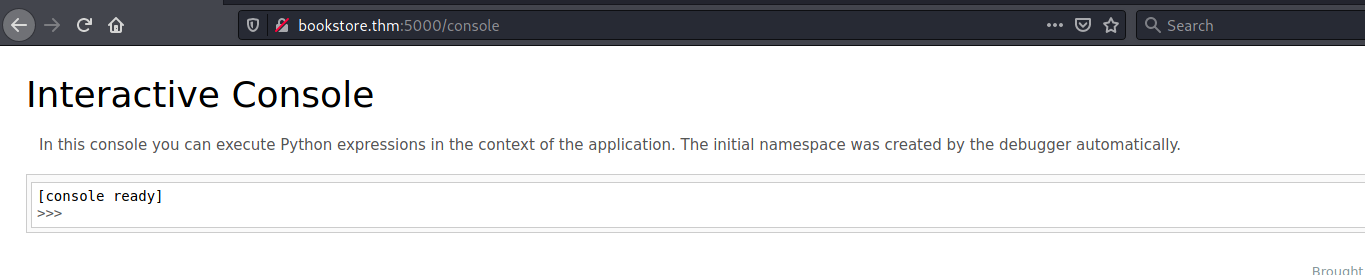 bookstore.thm:5000/console
Search
Interactive Console
In this console you can execute Python expressions in the context of the application. The initial namespace was created by the debugger automatically.
[console ready]
>>>
Brought